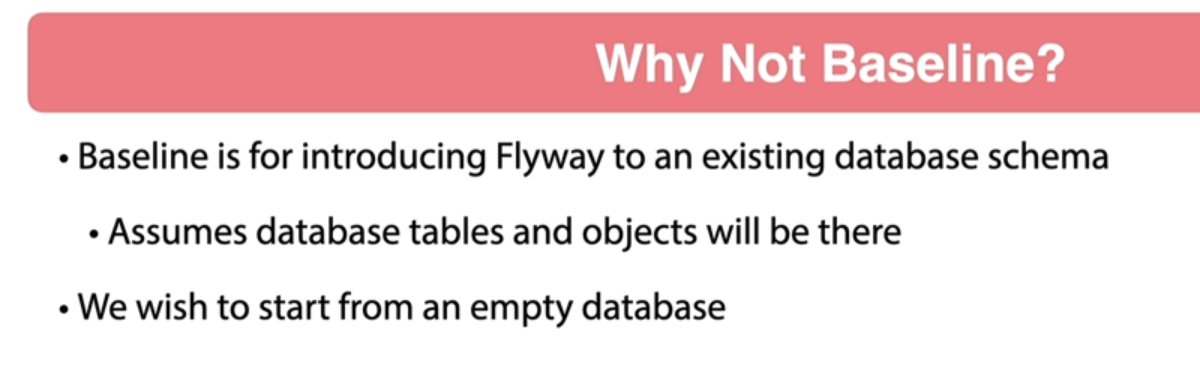 Why Not Baseline?
• Baseline is for introducing Flyway to an existing database schema
• Assumes database tables and objects will be there
• We wish to start from an empty database